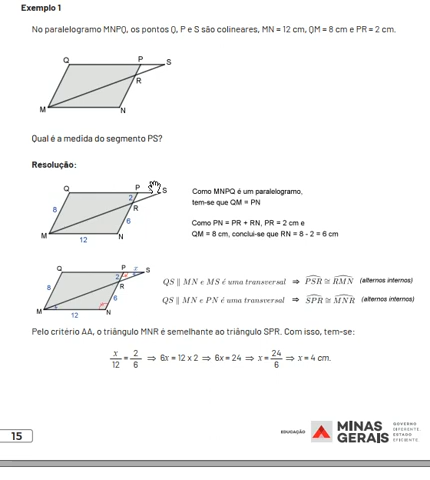 Exemplo 1
No paralelogramo MNPQ, os pontos Q, P e S são colineares, MN = 12 cm, QM = 8 cm e PR = 2 cm.
Q P S
R
M N
Qual é a medida do segmento PS?
Resolução:
Q P S
2
R
8
6
M N
12
Como MNPQ é um paralelogramo,
tem-se que QM = PN
Como PN = PR + RN, PR = 2 cm e
QM = 8 cm, conclui-se que RN = 8 - 2 = 6 cm
Q P x S
2
R
8
6
M N
12
QS ∥ MN e MS é uma transversal ⇒ PSR ≅ RMN (alternos internos)
QS ∥ MN e PN é uma transversal ⇒ SPR ≅ MNR (alternos internos)
Pelo critério AA, o triângulo MNR é semelhante ao triângulo SPR. Com isso, tem-se:
x/12 = 2/6 ⇒ 6x = 12 x 2 ⇒ 6x = 24 ⇒ x = 24/6 ⇒ x = 4 cm.
15
EDUCAÇÃO
MINAS
GERAIS
GOVERNO
DIFERENTE.
ESTADO
EFICIENTE.